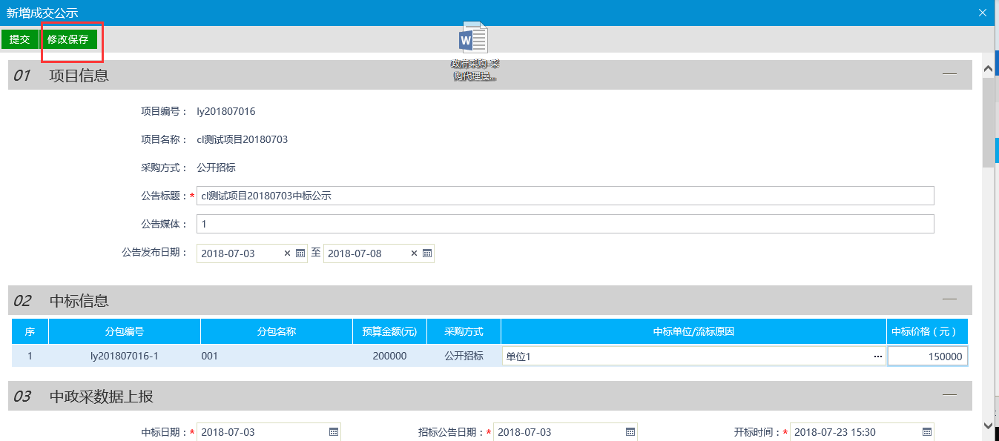 新增成交公示
提交 修改保存
W
政府采购-采
购代理操...
01 项目信息
项目编号： ly201807016
项目名称： cl测试项目20180703
采购方式： 公开招标
公告标题：* cl测试项目20180703中标公示
公告媒体： 1
公告发布日期： 2018-07-03 至 2018-07-08
02 中标信息
序 分包编号 分包名称 预算金额(元) 采购方式 中标单位/流标原因 中标价格（元）
1 ly201807016-1 001 200000 公开招标 单位1 ... 150000
03 中政采数据上报
中标日期：* 2018-07-03 招标公告日期：* 2018-07-03 开标时间：* 2018-07-23 15:30